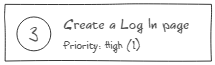 3
Create a Log In page
Priority: High (1)